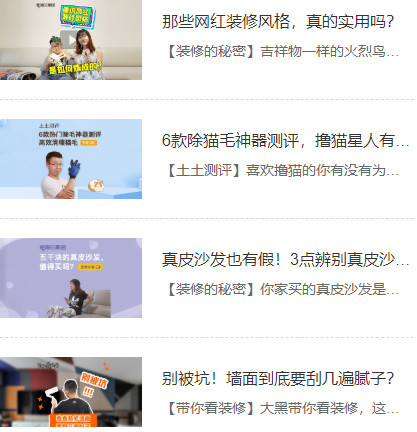 那些网红装修风格，真的实用吗?
【装修的秘密】吉祥物一样的火烈鸟...
土土测评
6款热门除毛神器测评
高效清理猫毛
6款除猫毛神器测评，撸猫星人有...
【土土测评】喜欢撸猫的你有没有为...
五千块的真皮沙发，
值得买吗?
真皮沙发也有假！3点辨别真皮沙...
【装修的秘密】你家买的真皮沙发是...
别被坑
!!!
别被坑！墙面到底要刮几遍腻子?
【带你看装修】大黑带你看装修，这...